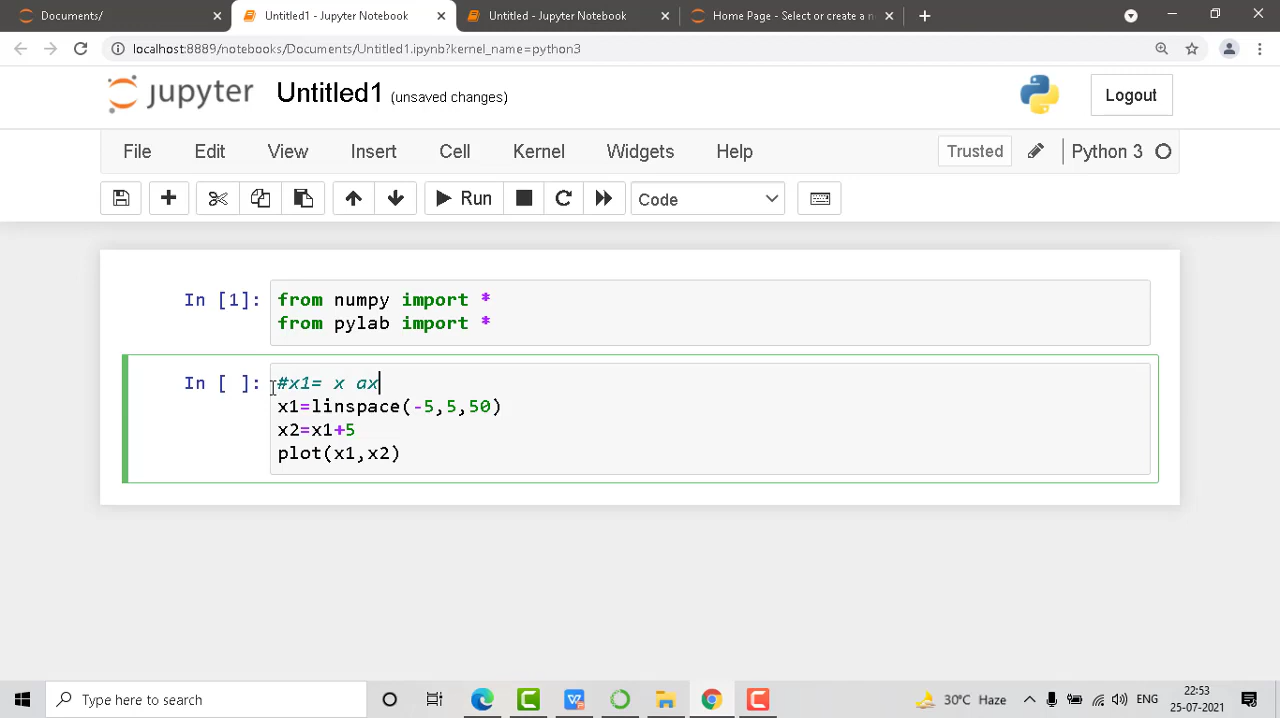 Documents/
Untitled1 - Jupyter Notebook
Untitled - Jupyter Notebook
Home Page - Select or create a n
localhost:8889/notebooks/Documents/Untitled1.ipynb?kernel_name=python3
jupyter Untitled1 (unsaved changes)
Logout
File Edit View Insert Cell Kernel Widgets Help
Trusted
Python 3
Run
Code
In [1]: from numpy import *
from pylab import *
In [ ]: #x1= x ax
x1=linspace(-5,5,50)
x2=x1+5
plot(x1,x2)
Type here to search
30°C Haze
ENG
22:53
25-07-2021